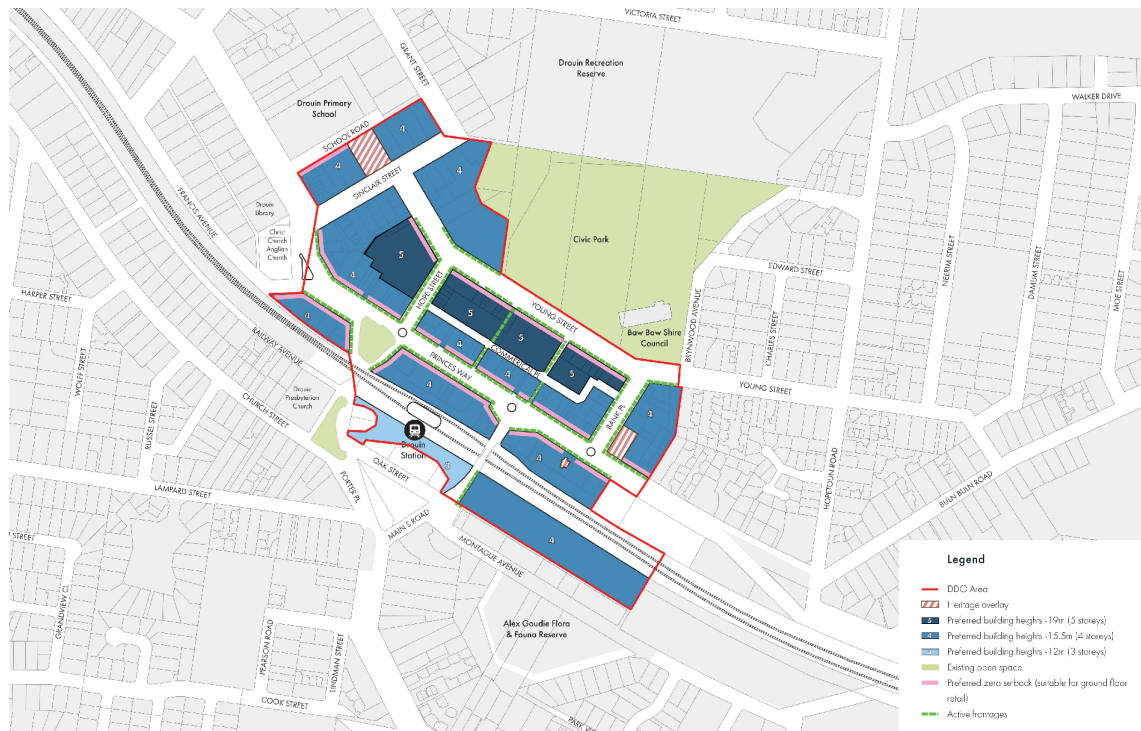 VICTORIA STREET
GRANT STREET
Drouin Recreation
Reserve
WALKER DRIVE
Drouin Primary
School
SCHOOL ROAD
4
4
4
SINCLAIR STREET
FRANCIS AVENUE
Drouin
Library
Christ
Church
Anglian
Church
Civic Park
5
4
HOPE STREET
EDWARD STREET
NEERIM STREET
DAMUM STREET
MOE STREET
HARPER STREET
4
YOUNG STREET
5
5
5
Baw Baw Shire
Council
BRYNWOOD AVENUE
CHARLES STREET
RAILWAY AVENUE
4
COMMERICAL PL
4
PRINCES WAY
4
YOUNG STREET
WOLFF STREET
CHURCH STREET
Drouin
Presbyterian
Church
BANK PL
4
RUSSEL STREET
Drouin
Station
4
HOPETOUN ROAD
BULN BULN ROAD
OAK STREET
PORTER PL
LAMPARD STREET
MAIN S ROAD
4
MONTAGUE AVENUE
STREET
GRANDVIEW CL
PEARSON ROAD
LINDMAN STREET
COOK STREET
Alex Goudie Flora
& Fauna Reserve
PARK VI
Legend
DDO Area
Heritage overlay
5 Preferred building heights - 19m (5 storeys)
4 Preferred building heights - 15.5m (4 storeys)
Preferred building heights - 12m (3 storeys)
Existing open space
Preferred zero setback (suitable for ground floor
retail)
Active frontages